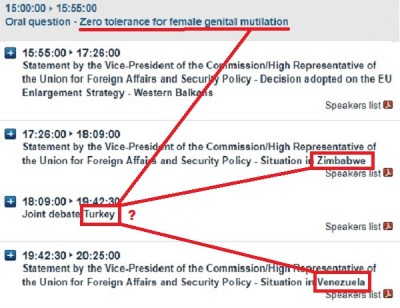 15:00:00 ▸ 15:55:00
Oral question - Zero tolerance for female genital mutilation
15:55:00 ▸ 17:26:00
Statement by the Vice-President of the Commission/High Representative of
the Union for Foreign Affairs and Security Policy - Decision adopted on the EU
Enlargement Strategy - Western Balkans
Speakers list
17:26:00 ▸ 18:09:00
Statement by the Vice-President of the Commission/High Representative of
the Union for Foreign Affairs and Security Policy - Situation in Zimbabwe
Speakers list
18:09:00 ▸ 19:42:30
Joint debate Turkey ?
Speakers list
19:42:30 ▸ 20:25:00
Statement by the Vice-President of the Commission/High Representative of
the Union for Foreign Affairs and Security Policy - Situation in Venezuela
Speakers list